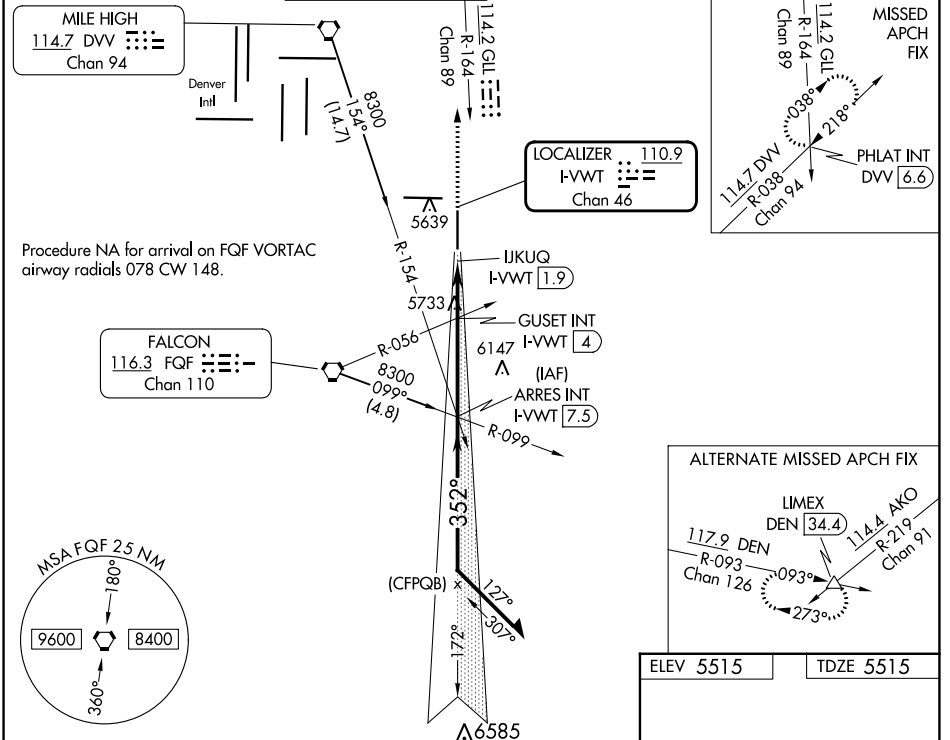 MILE HIGH
114.7 DVV
Chan 94
Denver
Intl
8300
154°
(14.7)
R-154
114.2 GLL
R-164
Chan 89
LOCALIZER 110.9
I-VWT
Chan 46
MISSED
APCH
FIX
114.2 GLL
R-164
Chan 89
038°
218°
114.7 DVV
R-038
Chan 94
PHLAT INT
DVV 6.6
5639
Procedure NA for arrival on FQF VORTAC
airway radials 078 CW 148.
IJKUQ
I-VWT 1.9
5733
GUSET INT
I-VWT 4
FALCON
116.3 FQF
Chan 110
R-056
8300
099°
(4.8)
6147
(IAF)
ARRES INT
I-VWT 7.5
R-099
352°
(CFPQB)
127°
307°
172°
6585
MSA FQF 25 NM
180°
9600
8400
360°
ALTERNATE MISSED APCH FIX
LIMEX
DEN 34.4
117.9 DEN
R-093
Chan 126
093°
273°
114.4 AKO
R-219
Chan 91
ELEV 5515
TDZE 5515